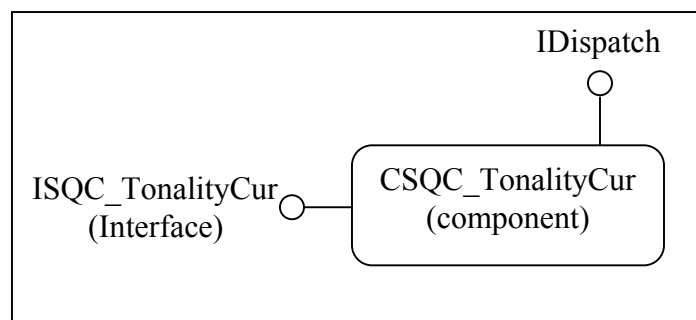 IDispatch
ISQC_TonalityCur
(Interface)
CSQC_TonalityCur
(component)